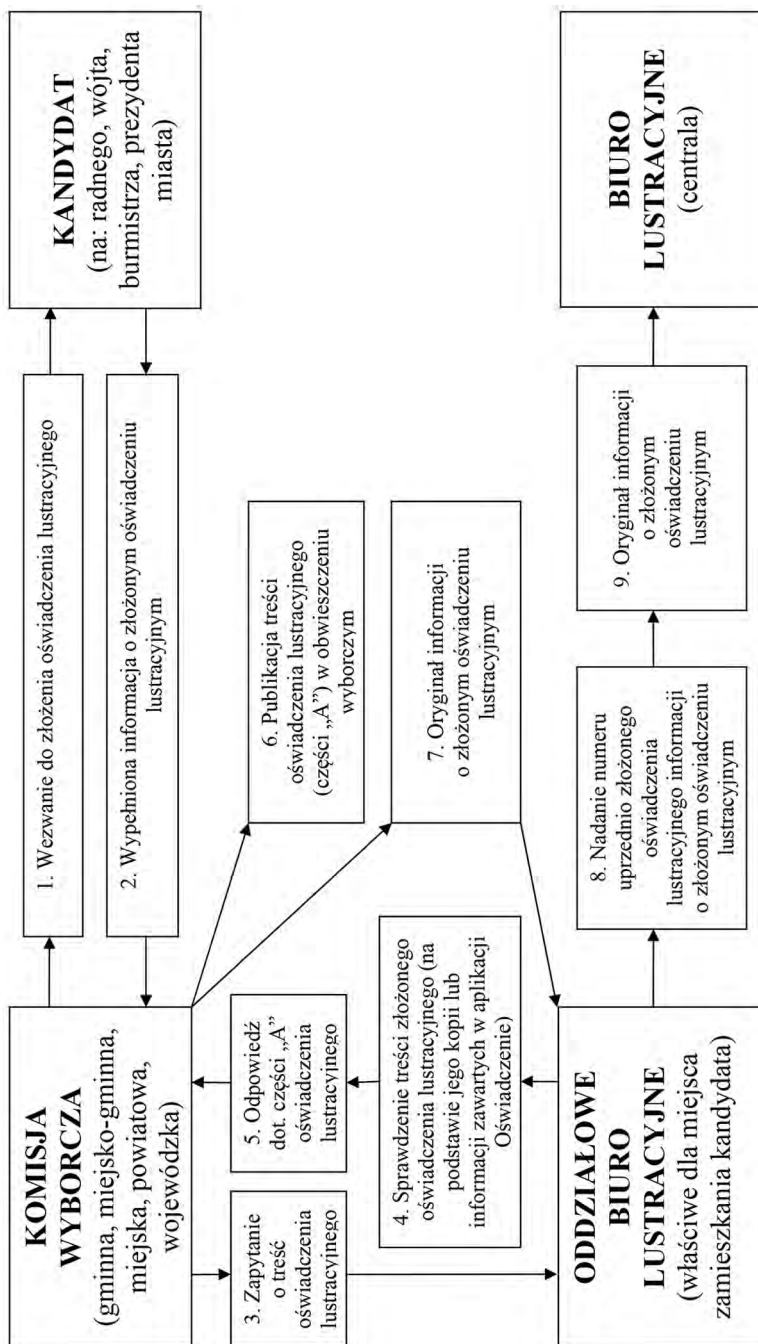 KOMISJA
WYBORCZA
(gminna, miejsko-gminna,
miejska, powiatowa,
wojewódzka)
1. Wezwanie do złożenia oświadczenia lustracyjnego
2. Wypełniona informacja o złożonym oświadczeniu
lustracyjnym
KANDYDAT
(na: radnego, wójta,
burmistrza, prezydenta
miasta)
3. Zapytanie
o treść
oświadczenia
lustracyjnego
5. Odpowiedź
dot. części „A”
oświadczenia
lustracyjnego
6. Publikacja treści
oświadczenia lustracyjnego
(części „A”) w obwieszczeniu
wyborczym
4. Sprawdzenie treści złożonego
oświadczenia lustracyjnego (na
podstawie jego kopii lub
informacji zawartych w aplikacji
Oświadczenie)
7. Oryginał informacji
o złożonym oświadczeniu
lustracyjnym
ODDZIAŁOWE
BIURO
LUSTRACYJNE
(właściwe dla miejsca
zamieszkania kandydata)
8. Nadanie numeru
uprzednio złożonego
oświadczenia
lustracyjnego informacji
o złożonym oświadczeniu
lustracyjnym
9. Oryginał informacji
o złożonym
oświadczeniu
lustracyjnym
BIURO
LUSTRACYJNE
(centrala)